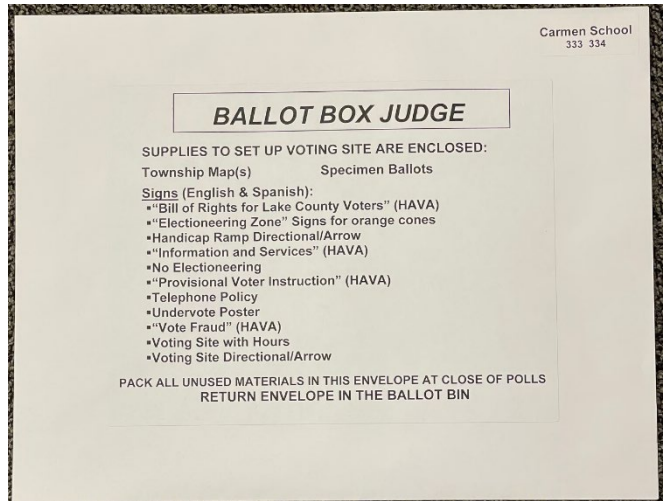 Carmen School
333 334
BALLOT BOX JUDGE
SUPPLIES TO SET UP VOTING SITE ARE ENCLOSED:
Township Map(s) Specimen Ballots
Signs (English & Spanish):
▪"Bill of Rights for Lake County Voters" (HAVA)
▪"Electioneering Zone" Signs for orange cones
▪Handicap Ramp Directional/Arrow
▪"Information and Services" (HAVA)
▪No Electioneering
▪"Provisional Voter Instruction" (HAVA)
▪Telephone Policy
▪Undervote Poster
▪"Vote Fraud" (HAVA)
▪Voting Site with Hours
▪Voting Site Directional/Arrow
PACK ALL UNUSED MATERIALS IN THIS ENVELOPE AT CLOSE OF POLLS
RETURN ENVELOPE IN THE BALLOT BIN